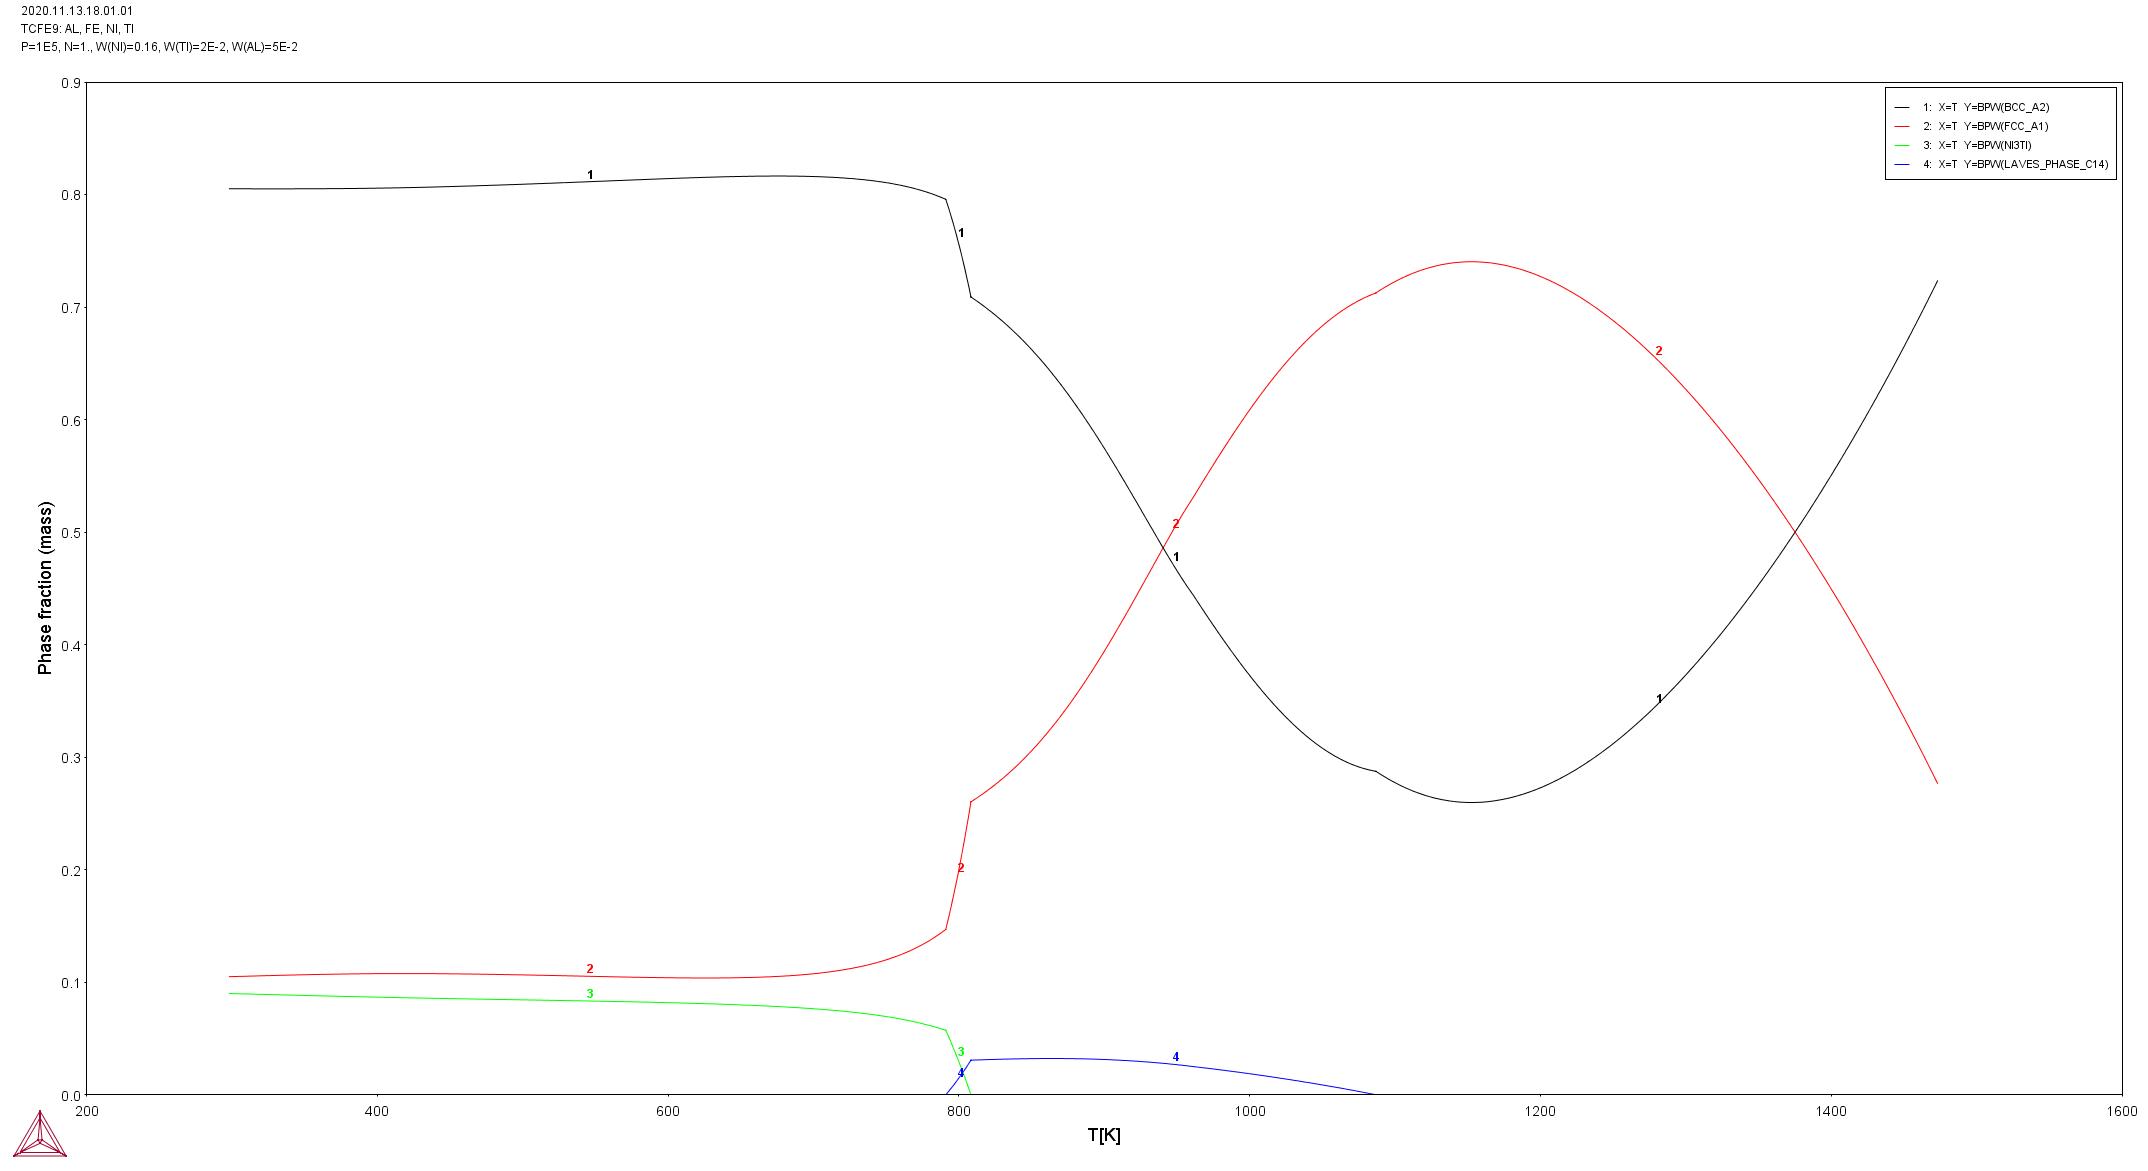 2020.11.13.18.01.01
TCFE9: AL, FE, NI, TI
P=1E5, N=1., W(NI)=0.16, W(TI)=2E-2, W(AL)=5E-2
1: X=T Y=BPW(BCC_A2)
2: X=T Y=BPW(FCC_A1)
3: X=T Y=BPW(NI3TI)
4: X=T Y=BPW(LAVES_PHASE_C14)
Phase fraction (mass)
0.9
0.8
0.7
0.6
0.5
0.4
0.3
0.2
0.1
0.0
1
1
2
2
1
1
2
2
3
3
4
4
200 400 600 800 1000 1200 1400 1600
T[K]